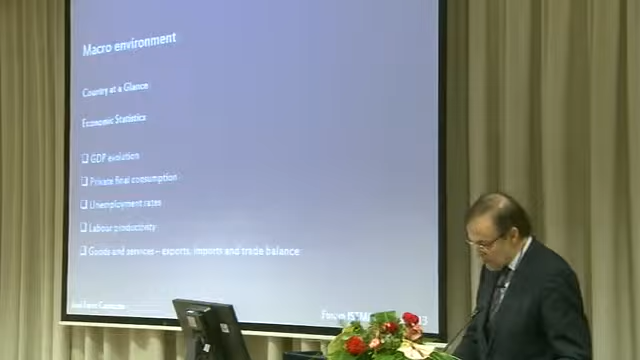 Macro environment
Country at a Glance
Economic Statistics
❑ GDP evolution
❑ Private final consumption
❑ Unemployment rates
❑ Labour productivity
❑ Goods and services – exports, imports and trade balance